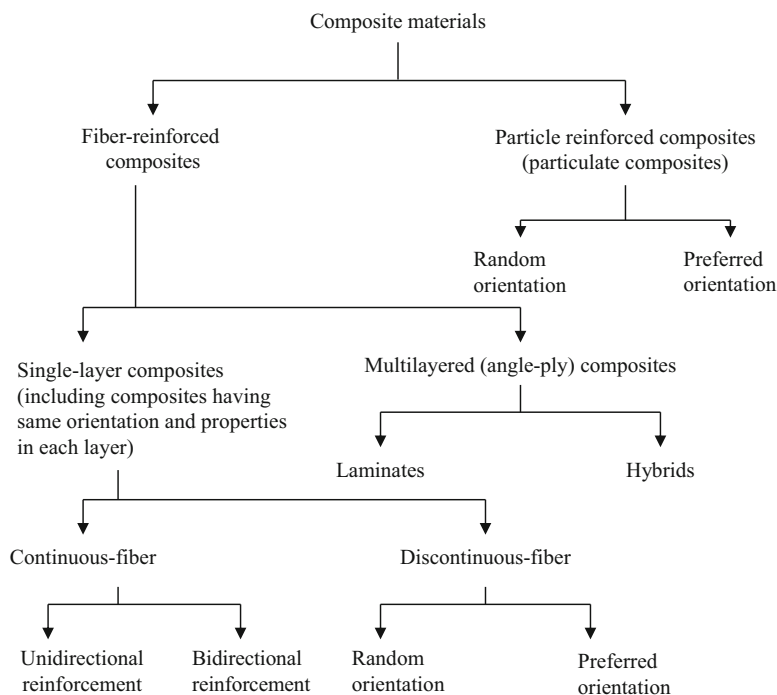 Composite materials
Fiber-reinforced
composites
Particle reinforced composites
(particulate composites)
Random
orientation
Preferred
orientation
Single-layer composites
(including composites having
same orientation and properties
in each layer)
Multilayered (angle-ply) composites
Laminates
Hybrids
Continuous-fiber
Discontinuous-fiber
Unidirectional
reinforcement
Bidirectional
reinforcement
Random
orientation
Preferred
orientation